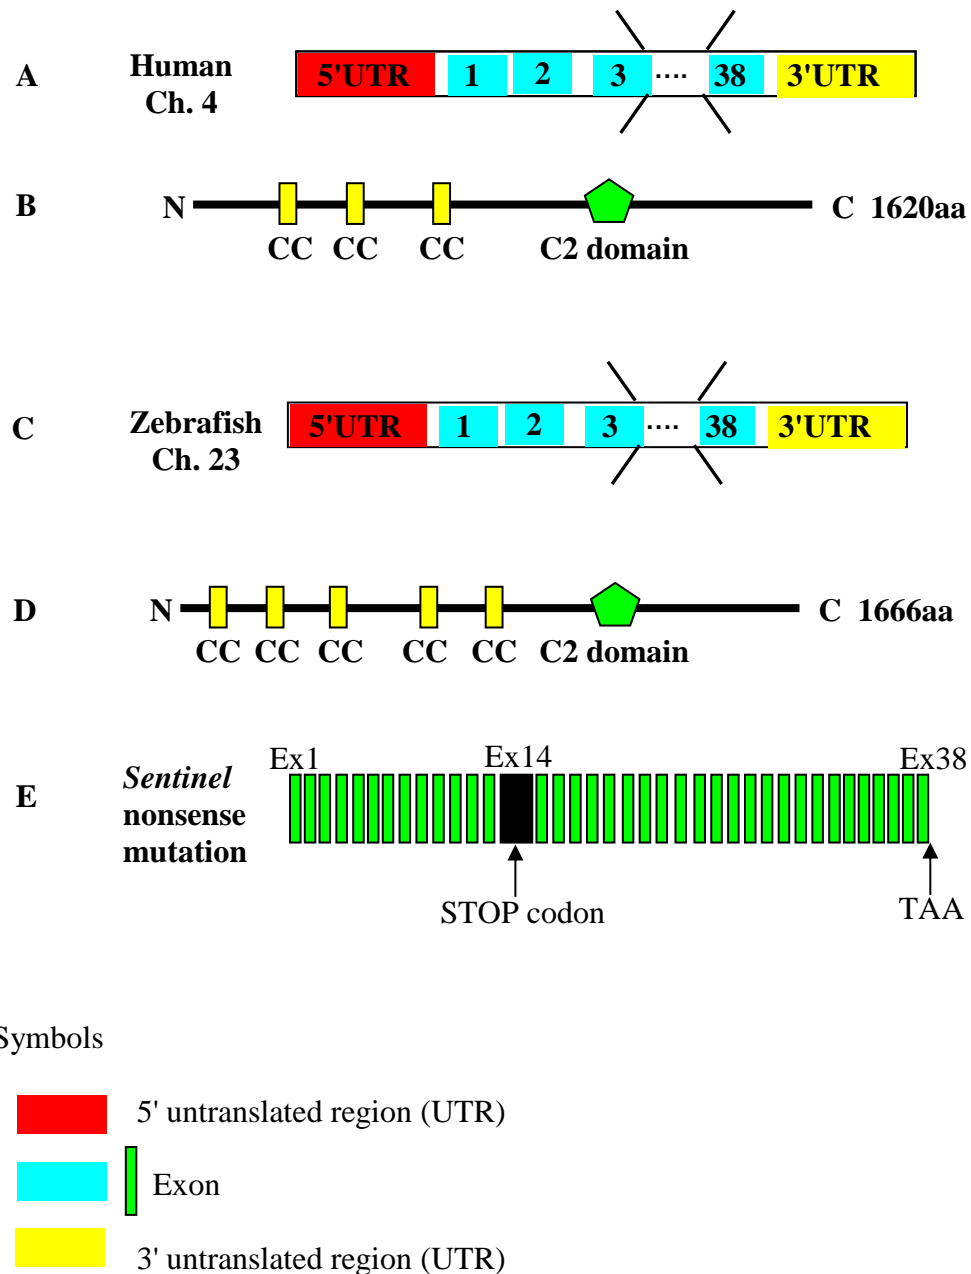 A Human Ch. 4 5'UTR 1 2 3 .... 38 3'UTR
B N C 1620aa
CC CC CC C2 domain
C Zebrafish Ch. 23 5'UTR 1 2 3 .... 38 3'UTR
D N C 1666aa
CC CC CC CC CC C2 domain
Ex1 Ex14 Ex38
E Sentinel
nonsense
mutation
STOP codon TAA
Symbols
5' untranslated region (UTR)
Exon
3' untranslated region (UTR)